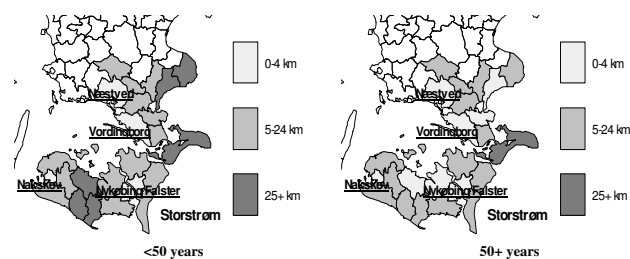 0-4 km
Næstved
5-24 km
Vordingborg
Nakskov
Nykøbing Falster
25+ km
Storstrøm
<50 years
0-4 km
Næstved
5-24 km
Vordingborg
Nakskov
Nykøbing Falster
25+ km
Storstrøm
50+ years